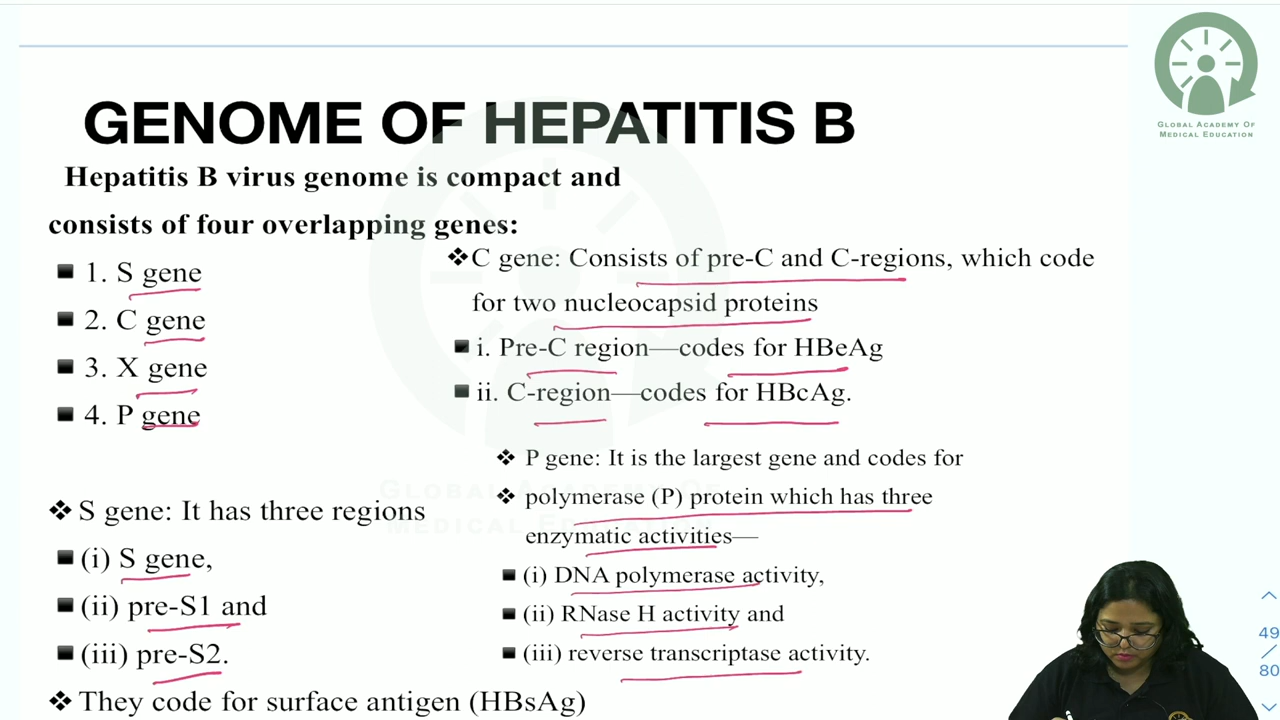 GENOME OF HEPATITIS B
Hepatitis B virus genome is compact and
consists of four overlapping genes:
1. S gene
2. C gene
3. X gene
4. P gene
❖ S gene: It has three regions
(i) S gene,
(ii) pre-S1 and
(iii) pre-S2.
❖ They code for surface antigen (HBsAg)
❖ C gene: Consists of pre-C and C-regions, which code
for two nucleocapsid proteins
i. Pre-C region—codes for HBeAg
ii. C-region—codes for HBcAg.
❖ P gene: It is the largest gene and codes for
❖ polymerase (P) protein which has three
enzymatic activities—
(i) DNA polymerase activity,
(ii) RNase H activity and
(iii) reverse transcriptase activity.
GLOBAL ACADEMY OF
MEDICAL EDUCATION
GLOBAL ACADEMY OF
MEDICAL EDUCATION
49
/
80